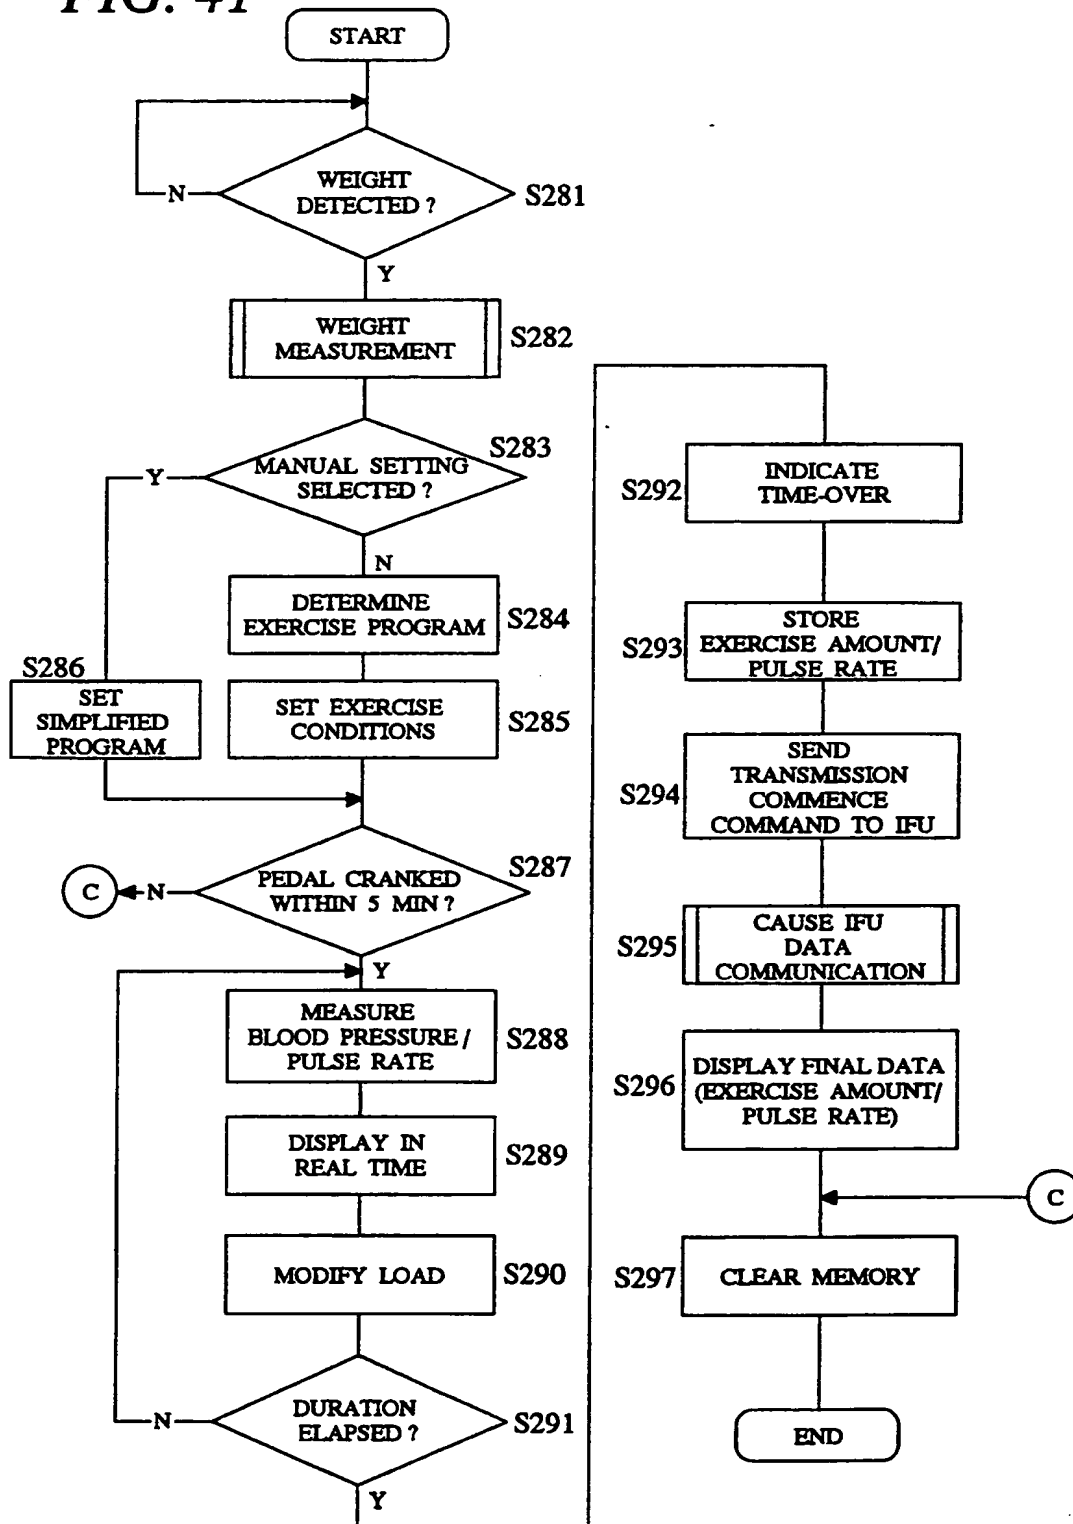 FIG. 41
START
WEIGHT
DETECTED ?
N
S281
Y
WEIGHT
MEASUREMENT
S282
MANUAL SETTING
SELECTED ?
S283
Y
N
DETERMINE
EXERCISE PROGRAM
S284
S286
SET
SIMPLIFIED
PROGRAM
SET EXERCISE
CONDITIONS
S285
PEDAL CRANKED
WITHIN 5 MIN ?
S287
C
N
Y
MEASURE
BLOOD PRESSURE /
PULSE RATE
S288
DISPLAY IN
REAL TIME
S289
MODIFY LOAD
S290
DURATION
ELAPSED ?
S291
N
Y
INDICATE
TIME-OVER
S292
STORE
EXERCISE AMOUNT/
PULSE RATE
S293
SEND
TRANSMISSION
COMMENCE
COMMAND TO IFU
S294
CAUSE IFU
DATA
COMMUNICATION
S295
DISPLAY FINAL DATA
(EXERCISE AMOUNT/
PULSE RATE)
S296
C
CLEAR MEMORY
S297
END